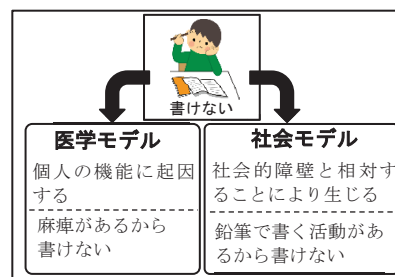 書けない
医学モデル
個人の機能に起因
する
麻痺があるから
書けない
社会モデル
社会的障壁と相対す
ることにより生じる
鉛筆で書く活動があ
るから書けない